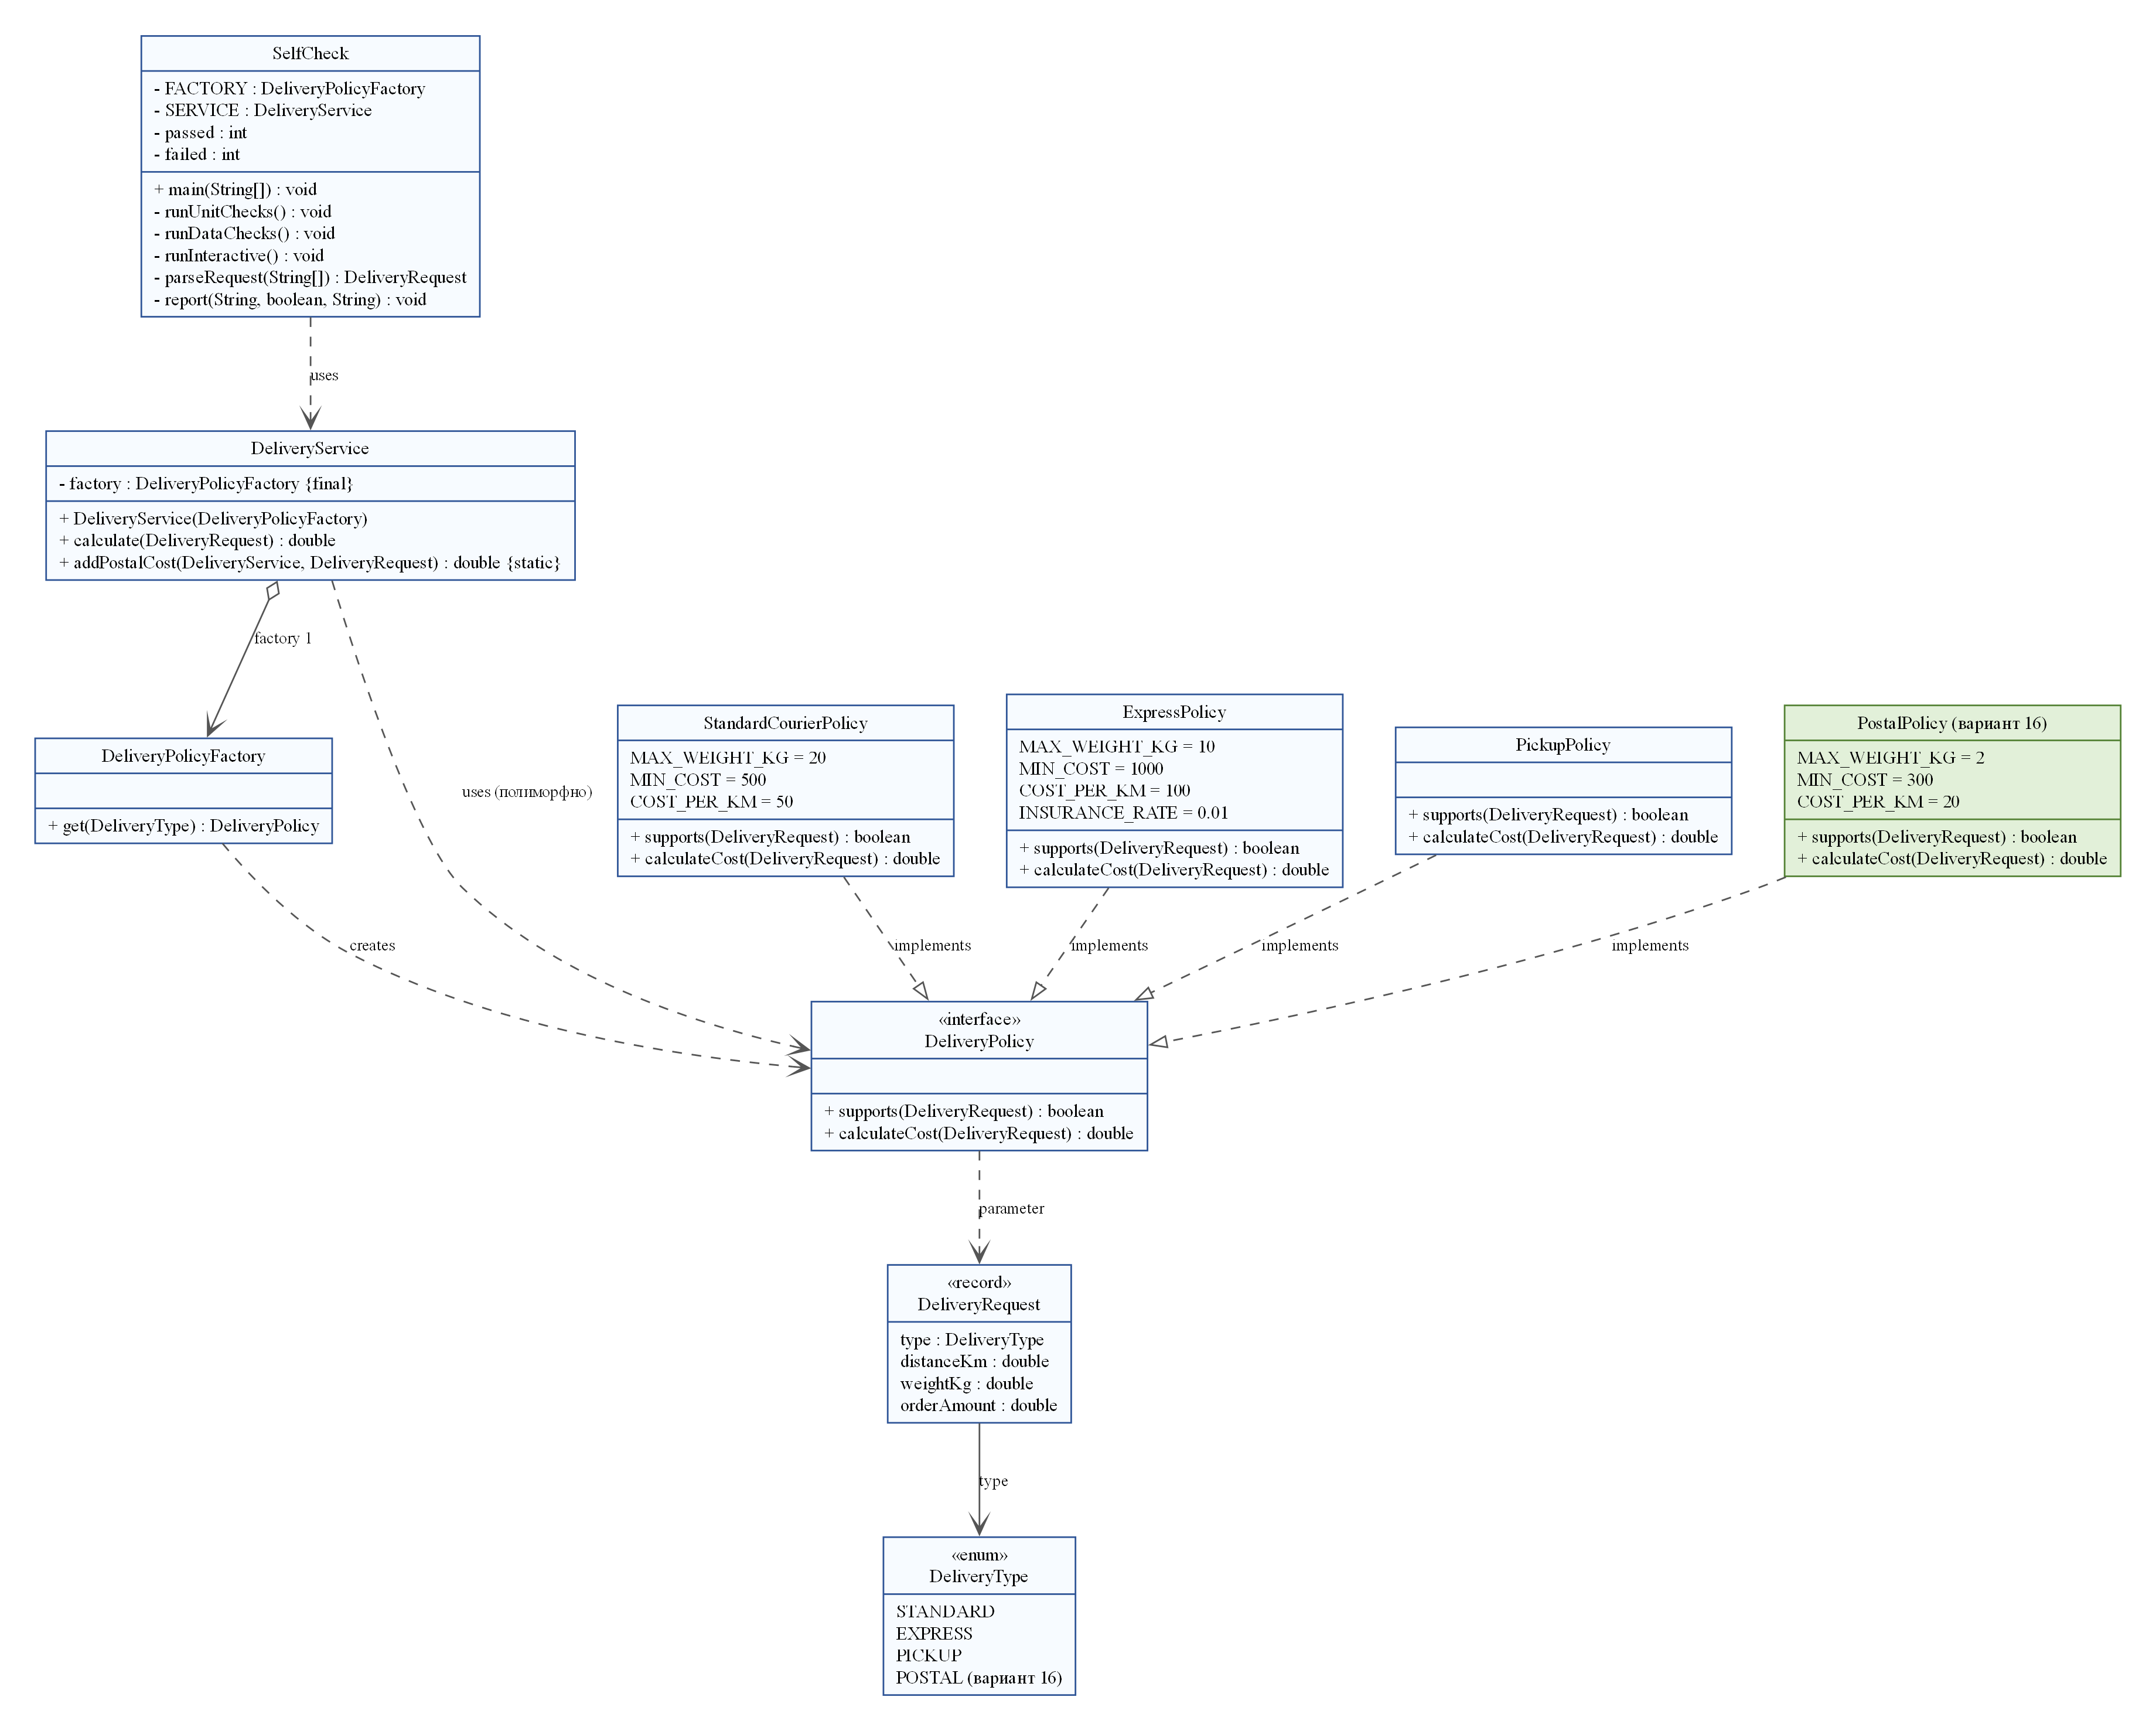 SelfCheck
- FACTORY : DeliveryPolicyFactory
- SERVICE : DeliveryService
- passed : int
- failed : int
+ main(String[]) : void
- runUnitChecks() : void
- runDataChecks() : void
- runInteractive() : void
- parseRequest(String[]) : DeliveryRequest
- report(String, boolean, String) : void
uses
DeliveryService
- factory : DeliveryPolicyFactory {final}
+ DeliveryService(DeliveryPolicyFactory)
+ calculate(DeliveryRequest) : double
+ addPostalCost(DeliveryService, DeliveryRequest) : double {static}
factory 1
uses (полиморфно)
DeliveryPolicyFactory
+ get(DeliveryType) : DeliveryPolicy
StandardCourierPolicy
MAX_WEIGHT_KG = 20
MIN_COST = 500
COST_PER_KM = 50
+ supports(DeliveryRequest) : boolean
+ calculateCost(DeliveryRequest) : double
ExpressPolicy
MAX_WEIGHT_KG = 10
MIN_COST = 1000
COST_PER_KM = 100
INSURANCE_RATE = 0.01
+ supports(DeliveryRequest) : boolean
+ calculateCost(DeliveryRequest) : double
PickupPolicy
+ supports(DeliveryRequest) : boolean
+ calculateCost(DeliveryRequest) : double
PostalPolicy (вариант 16)
MAX_WEIGHT_KG = 2
MIN_COST = 300
COST_PER_KM = 20
+ supports(DeliveryRequest) : boolean
+ calculateCost(DeliveryRequest) : double
creates
implements
implements
implements
implements
«interface»
DeliveryPolicy
+ supports(DeliveryRequest) : boolean
+ calculateCost(DeliveryRequest) : double
parameter
«record»
DeliveryRequest
type : DeliveryType
distanceKm : double
weightKg : double
orderAmount : double
type
«enum»
DeliveryType
STANDARD
EXPRESS
PICKUP
POSTAL (вариант 16)